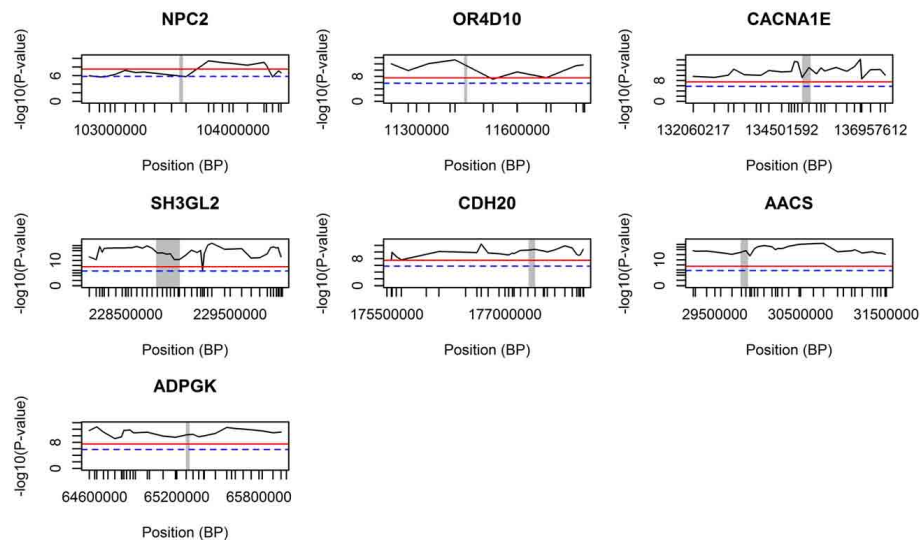 NPC2
OR4D10
CACNA1E
-log10(P-value)
0 6
103000000 104000000
Position (BP)
-log10(P-value)
0 8
11300000 11600000
Position (BP)
-log10(P-value)
0 8
132060217 134501592 136957612
Position (BP)
SH3GL2
CDH20
AACS
-log10(P-value)
0 10
228500000 229500000
Position (BP)
-log10(P-value)
0 8
175500000 177000000
Position (BP)
-log10(P-value)
0 10
29500000 30500000 31500000
Position (BP)
ADPGK
-log10(P-value)
0 8
64600000 65200000 65800000
Position (BP)